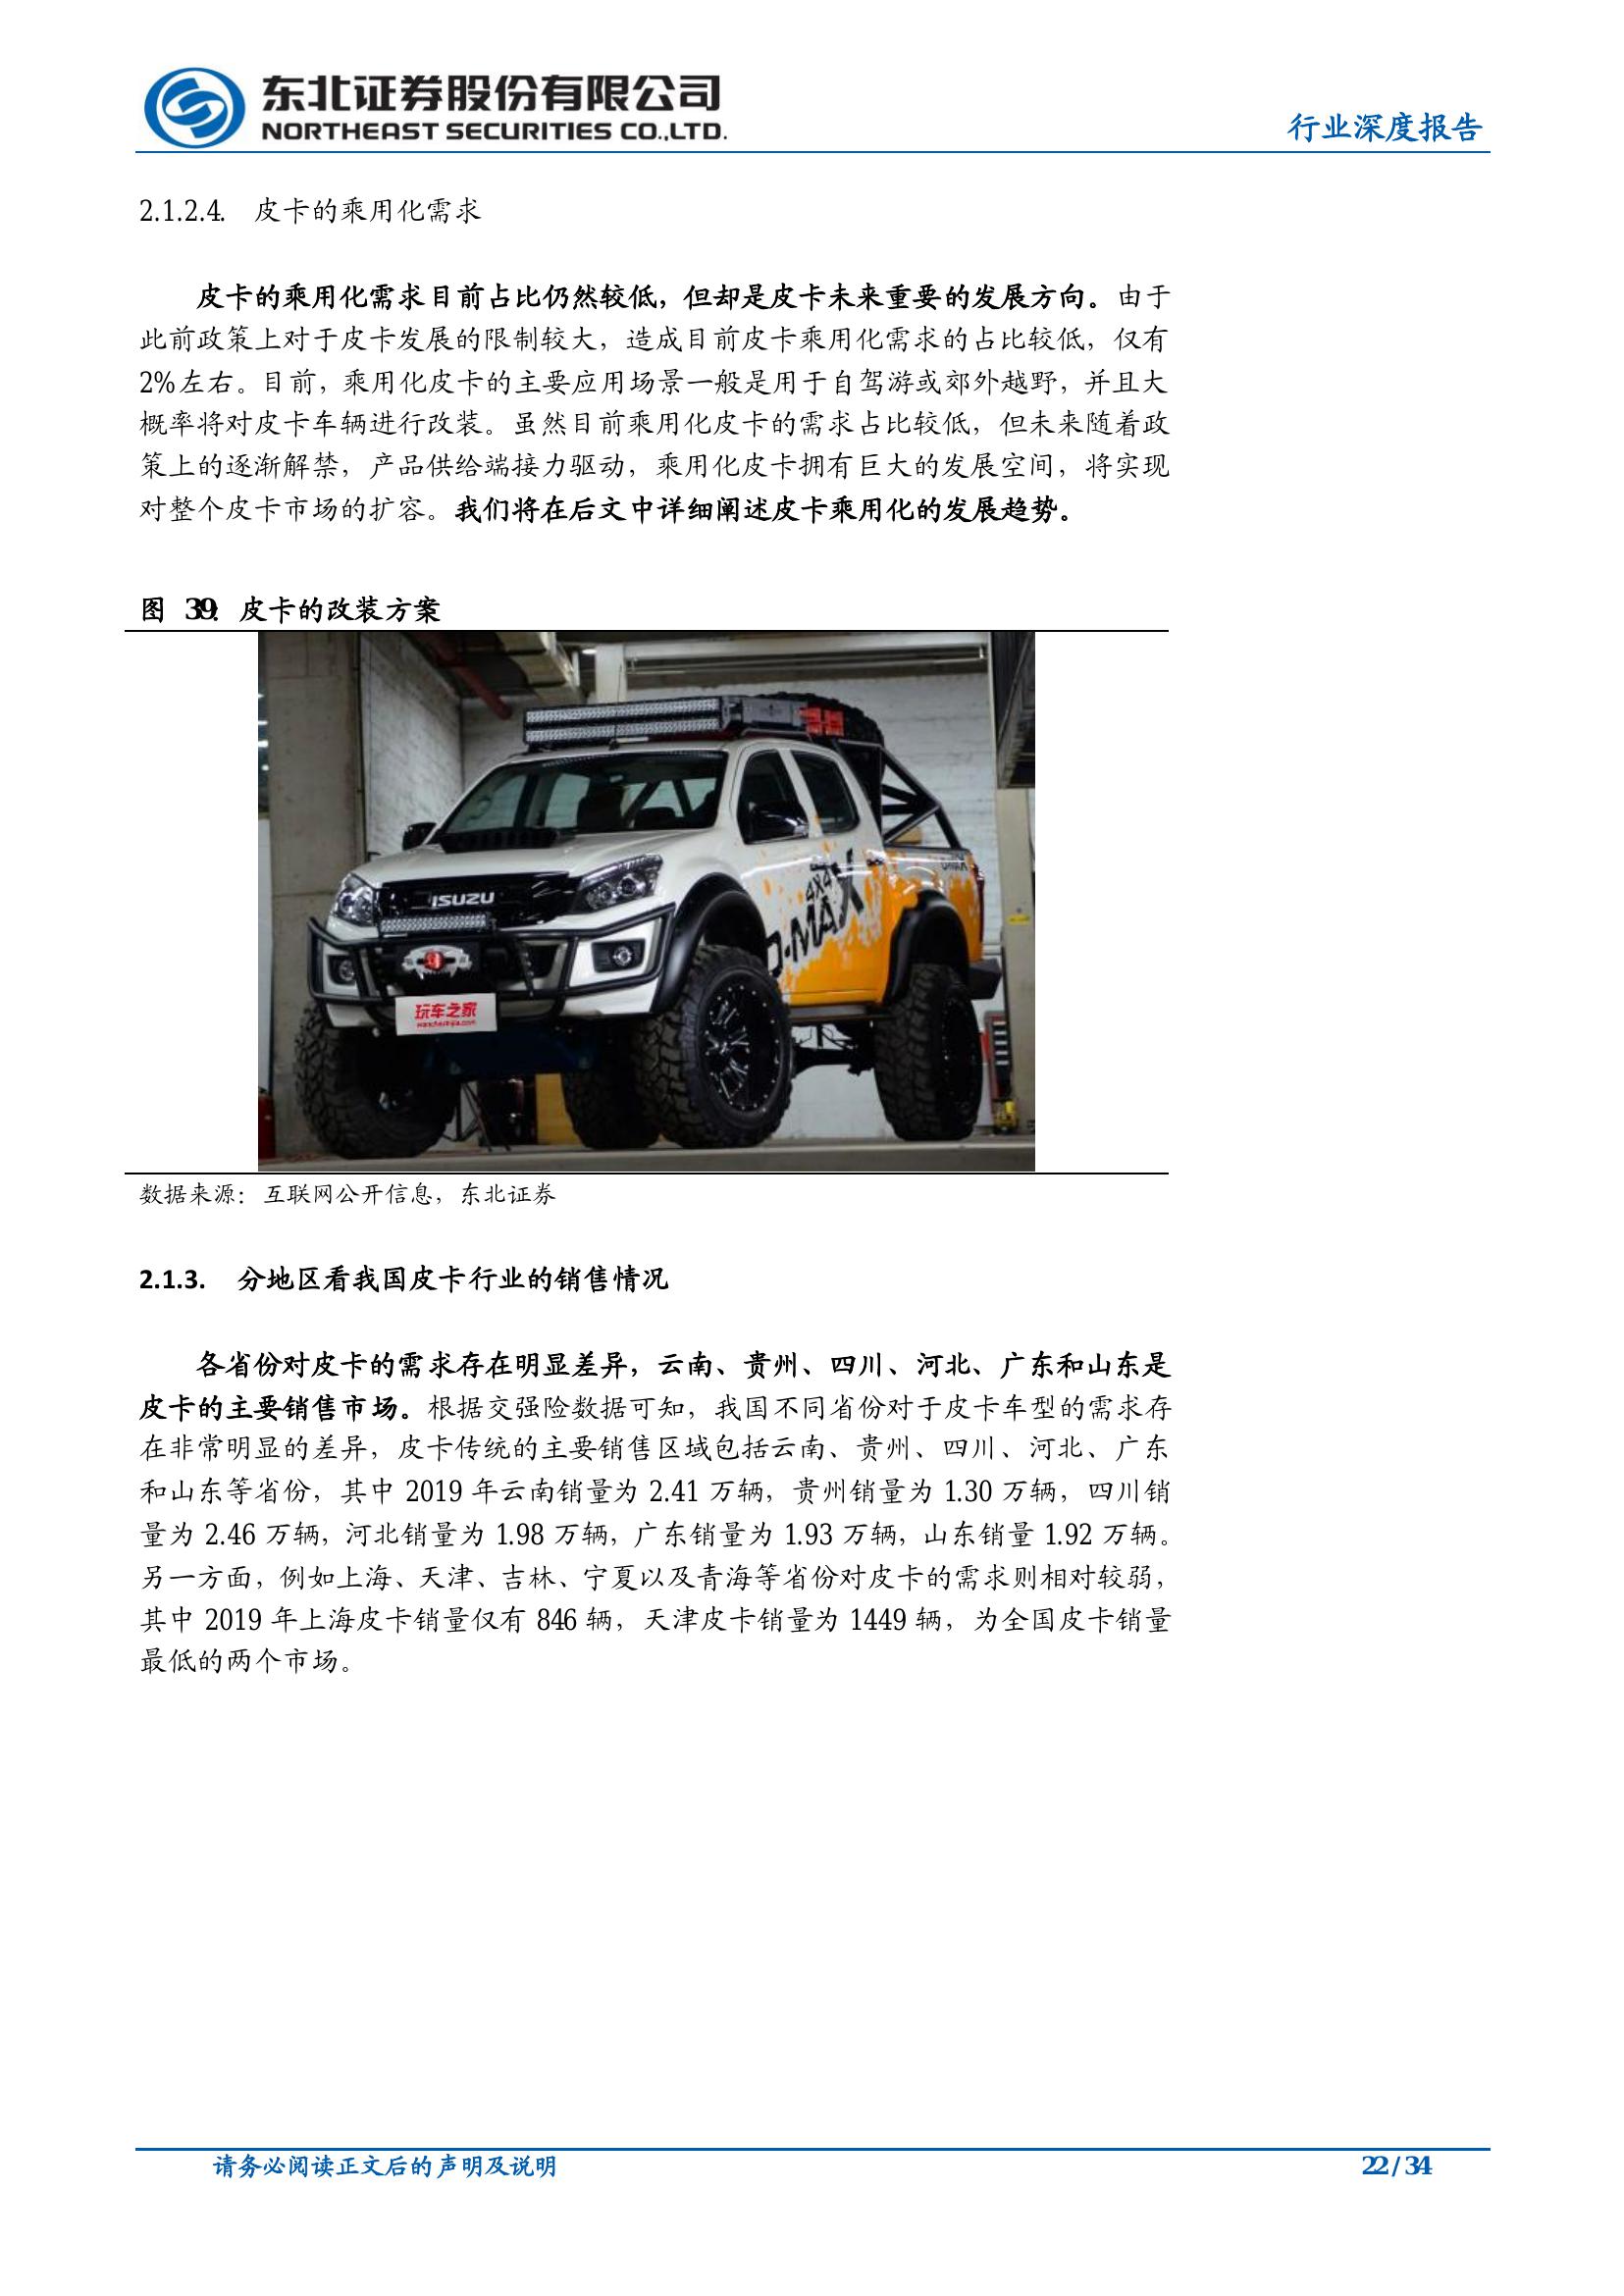 东北证券股份有限公司
NORTHEAST SECURITIES CO.,LTD.
行业深度报告
2.1.2.4. 皮卡的乘用化需求
皮卡的乘用化需求目前占比仍然较低，但却是皮卡未来重要的发展方向。由于
此前政策上对于皮卡发展的限制较大，造成目前皮卡乘用化需求的占比较低，仅有
2%左右。目前，乘用化皮卡的主要应用场景一般是用于自驾游或郊外越野，并且大
概率将对皮卡车辆进行改装。虽然目前乘用化皮卡的需求占比较低，但未来随着政
策上的逐渐解禁，产品供给端接力驱动，乘用化皮卡拥有巨大的发展空间，将实现
对整个皮卡市场的扩容。我们将在后文中详细阐述皮卡乘用化的发展趋势。
图 39：皮卡的改装方案
ISUZU
4X4
D-MAX
玩车之家
数据来源：互联网公开信息，东北证券
2.1.3. 分地区看我国皮卡行业的销售情况
各省份对皮卡的需求存在明显差异，云南、贵州、四川、河北、广东和山东是
皮卡的主要销售市场。根据交强险数据可知，我国不同省份对于皮卡车型的需求存
在非常明显的差异，皮卡传统的主要销售区域包括云南、贵州、四川、河北、广东
和山东等省份，其中 2019 年云南销量为 2.41 万辆，贵州销量为 1.30 万辆，四川销
量为 2.46 万辆，河北销量为 1.98 万辆，广东销量为 1.93 万辆，山东销量 1.92 万辆。
另一方面，例如上海、天津、吉林、宁夏以及青海等省份对皮卡的需求则相对较弱，
其中 2019 年上海皮卡销量仅有 846 辆，天津皮卡销量为 1449 辆，为全国皮卡销量
最低的两个市场。
请务必阅读正文后的声明及说明
22 / 34